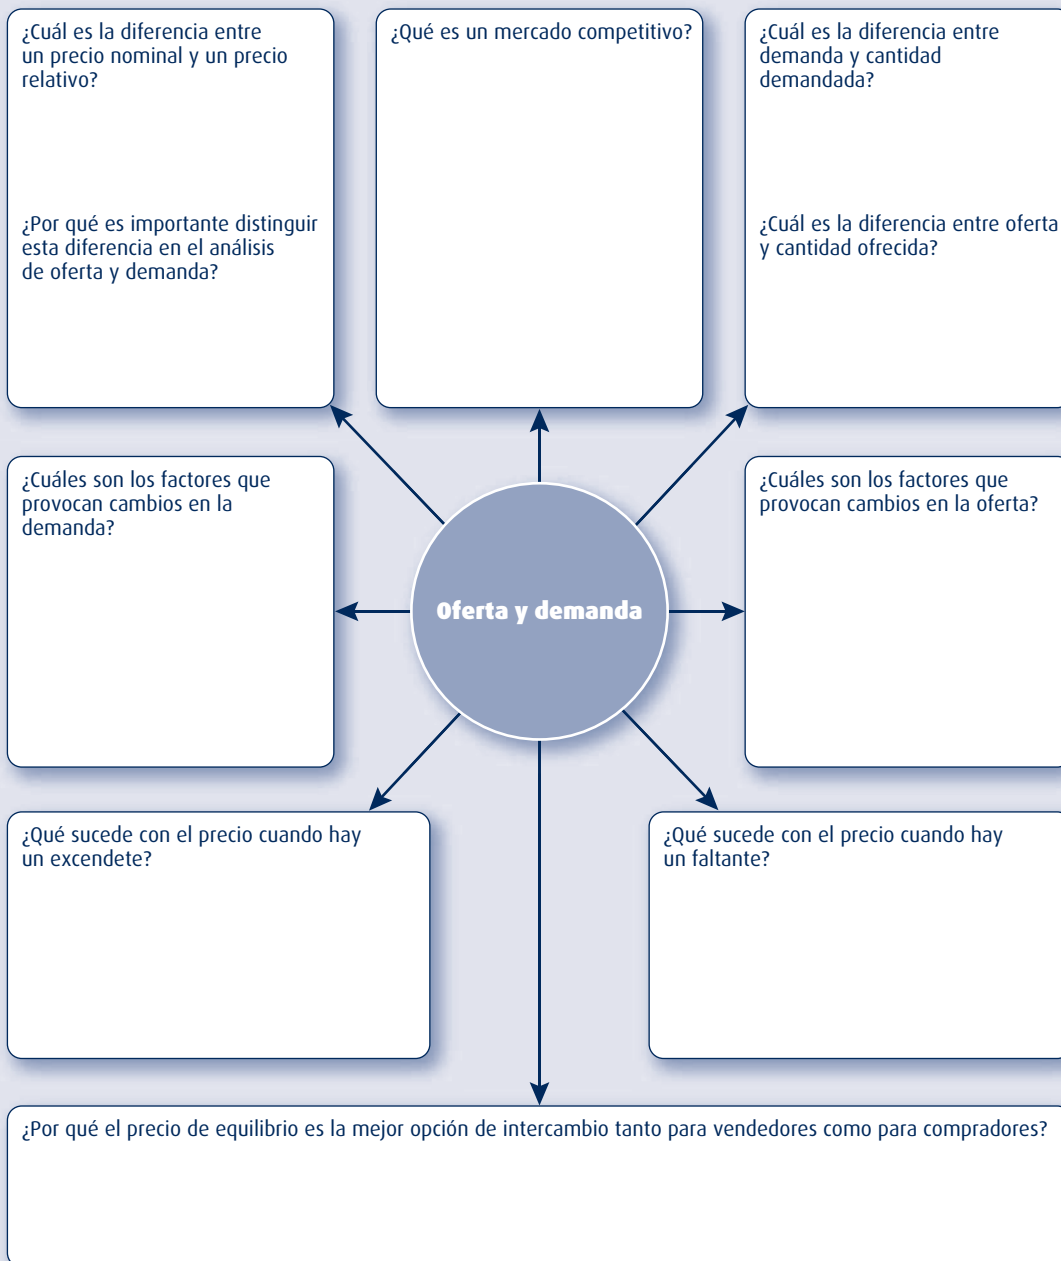 ¿Cuál es la diferencia entre
un precio nominal y un precio
relativo?
¿Por qué es importante distinguir
esta diferencia en el análisis
de oferta y demanda?
¿Qué es un mercado competitivo?
¿Cuál es la diferencia entre
demanda y cantidad
demandada?
¿Cuál es la diferencia entre oferta
y cantidad ofrecida?
¿Cuáles son los factores que
provocan cambios en la
demanda?
Oferta y demanda
¿Cuáles son los factores que
provocan cambios en la oferta?
¿Qué sucede con el precio cuando hay
un excendete?
¿Qué sucede con el precio cuando hay
un faltante?
¿Por qué el precio de equilibrio es la mejor opción de intercambio tanto para vendedores como para compradores?